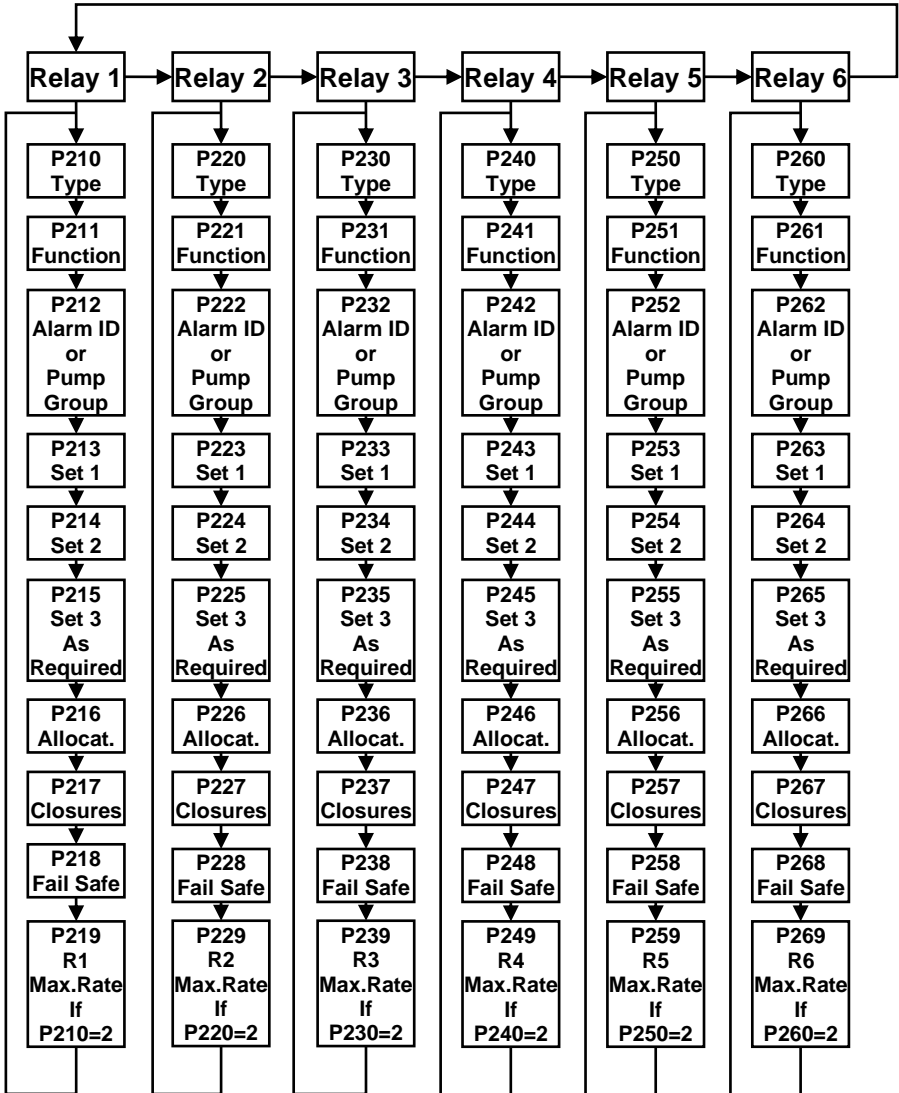 Relay 1
Relay 2
Relay 3
Relay 4
Relay 5
Relay 6
P210
Type
P211
Function
P212
Alarm ID
or
Pump
Group
P213
Set 1
P214
Set 2
P215
Set 3
As
Required
P216
Allocat.
P217
Closures
P218
Fail Safe
P219
R1
Max.Rate
If
P210=2
P220
Type
P221
Function
P222
Alarm ID
or
Pump
Group
P223
Set 1
P224
Set 2
P225
Set 3
As
Required
P226
Allocat.
P227
Closures
P228
Fail Safe
P229
R2
Max.Rate
If
P220=2
P230
Type
P231
Function
P232
Alarm ID
or
Pump
Group
P233
Set 1
P234
Set 2
P235
Set 3
As
Required
P236
Allocat.
P237
Closures
P238
Fail Safe
P239
R3
Max.Rate
If
P230=2
P240
Type
P241
Function
P242
Alarm ID
or
Pump
Group
P243
Set 1
P244
Set 2
P245
Set 3
As
Required
P246
Allocat.
P247
Closures
P248
Fail Safe
P249
R4
Max.Rate
If
P240=2
P250
Type
P251
Function
P252
Alarm ID
or
Pump
Group
P253
Set 1
P254
Set 2
P255
Set 3
As
Required
P256
Allocat.
P257
Closures
P258
Fail Safe
P259
R5
Max.Rate
If
P250=2
P260
Type
P261
Function
P262
Alarm ID
or
Pump
Group
P263
Set 1
P264
Set 2
P265
Set 3
As
Required
P266
Allocat.
P267
Closures
P268
Fail Safe
P269
R6
Max.Rate
If
P260=2